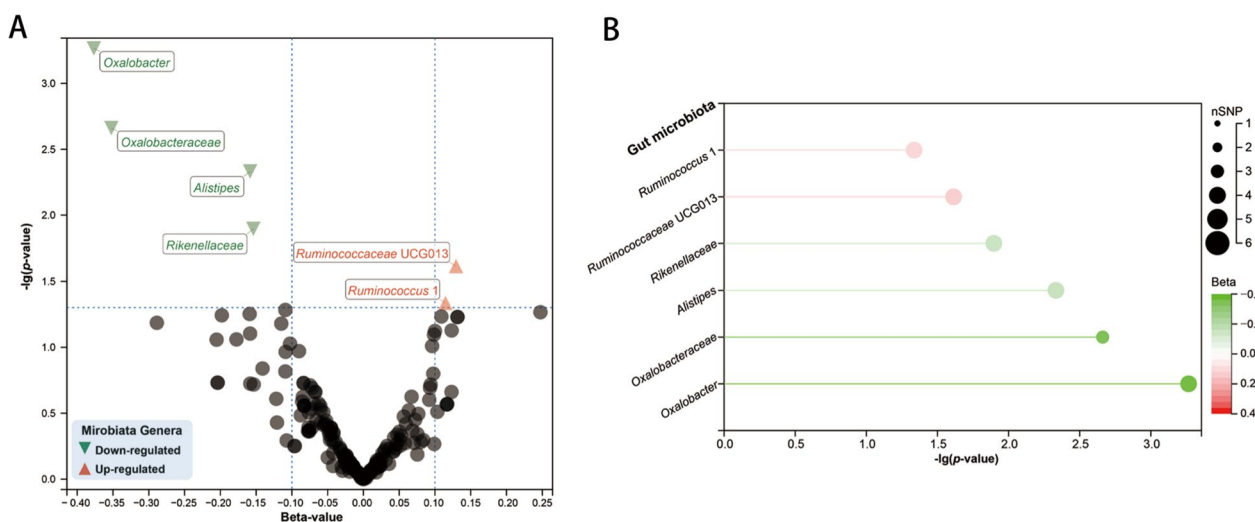 A
-lg(p-value)
3.0
2.5
2.0
1.5
1.0
0.5
0.0
Oxalobacter
Oxalobacteraceae
Alistipes
Rikenellaceae
Ruminococcaceae UCG013
Ruminococcus 1
Mirobiata Genera
Down-regulated
Up-regulated
-0.40 -0.35 -0.30 -0.25 -0.20 -0.15 -0.10 -0.05 0.00 0.05 0.10 0.15 0.20 0.25
Beta-value
B
Gut microbiota
Ruminococcus 1
Ruminococcaceae UCG013
Rikenellaceae
Alistipes
Oxalobacteraceae
Oxalobacter
0.0 0.5 1.0 1.5 2.0 2.5 3.0
-lg(p-value)
nSNP
1
2
3
4
5
6
Beta
0.0
0.2
0.4